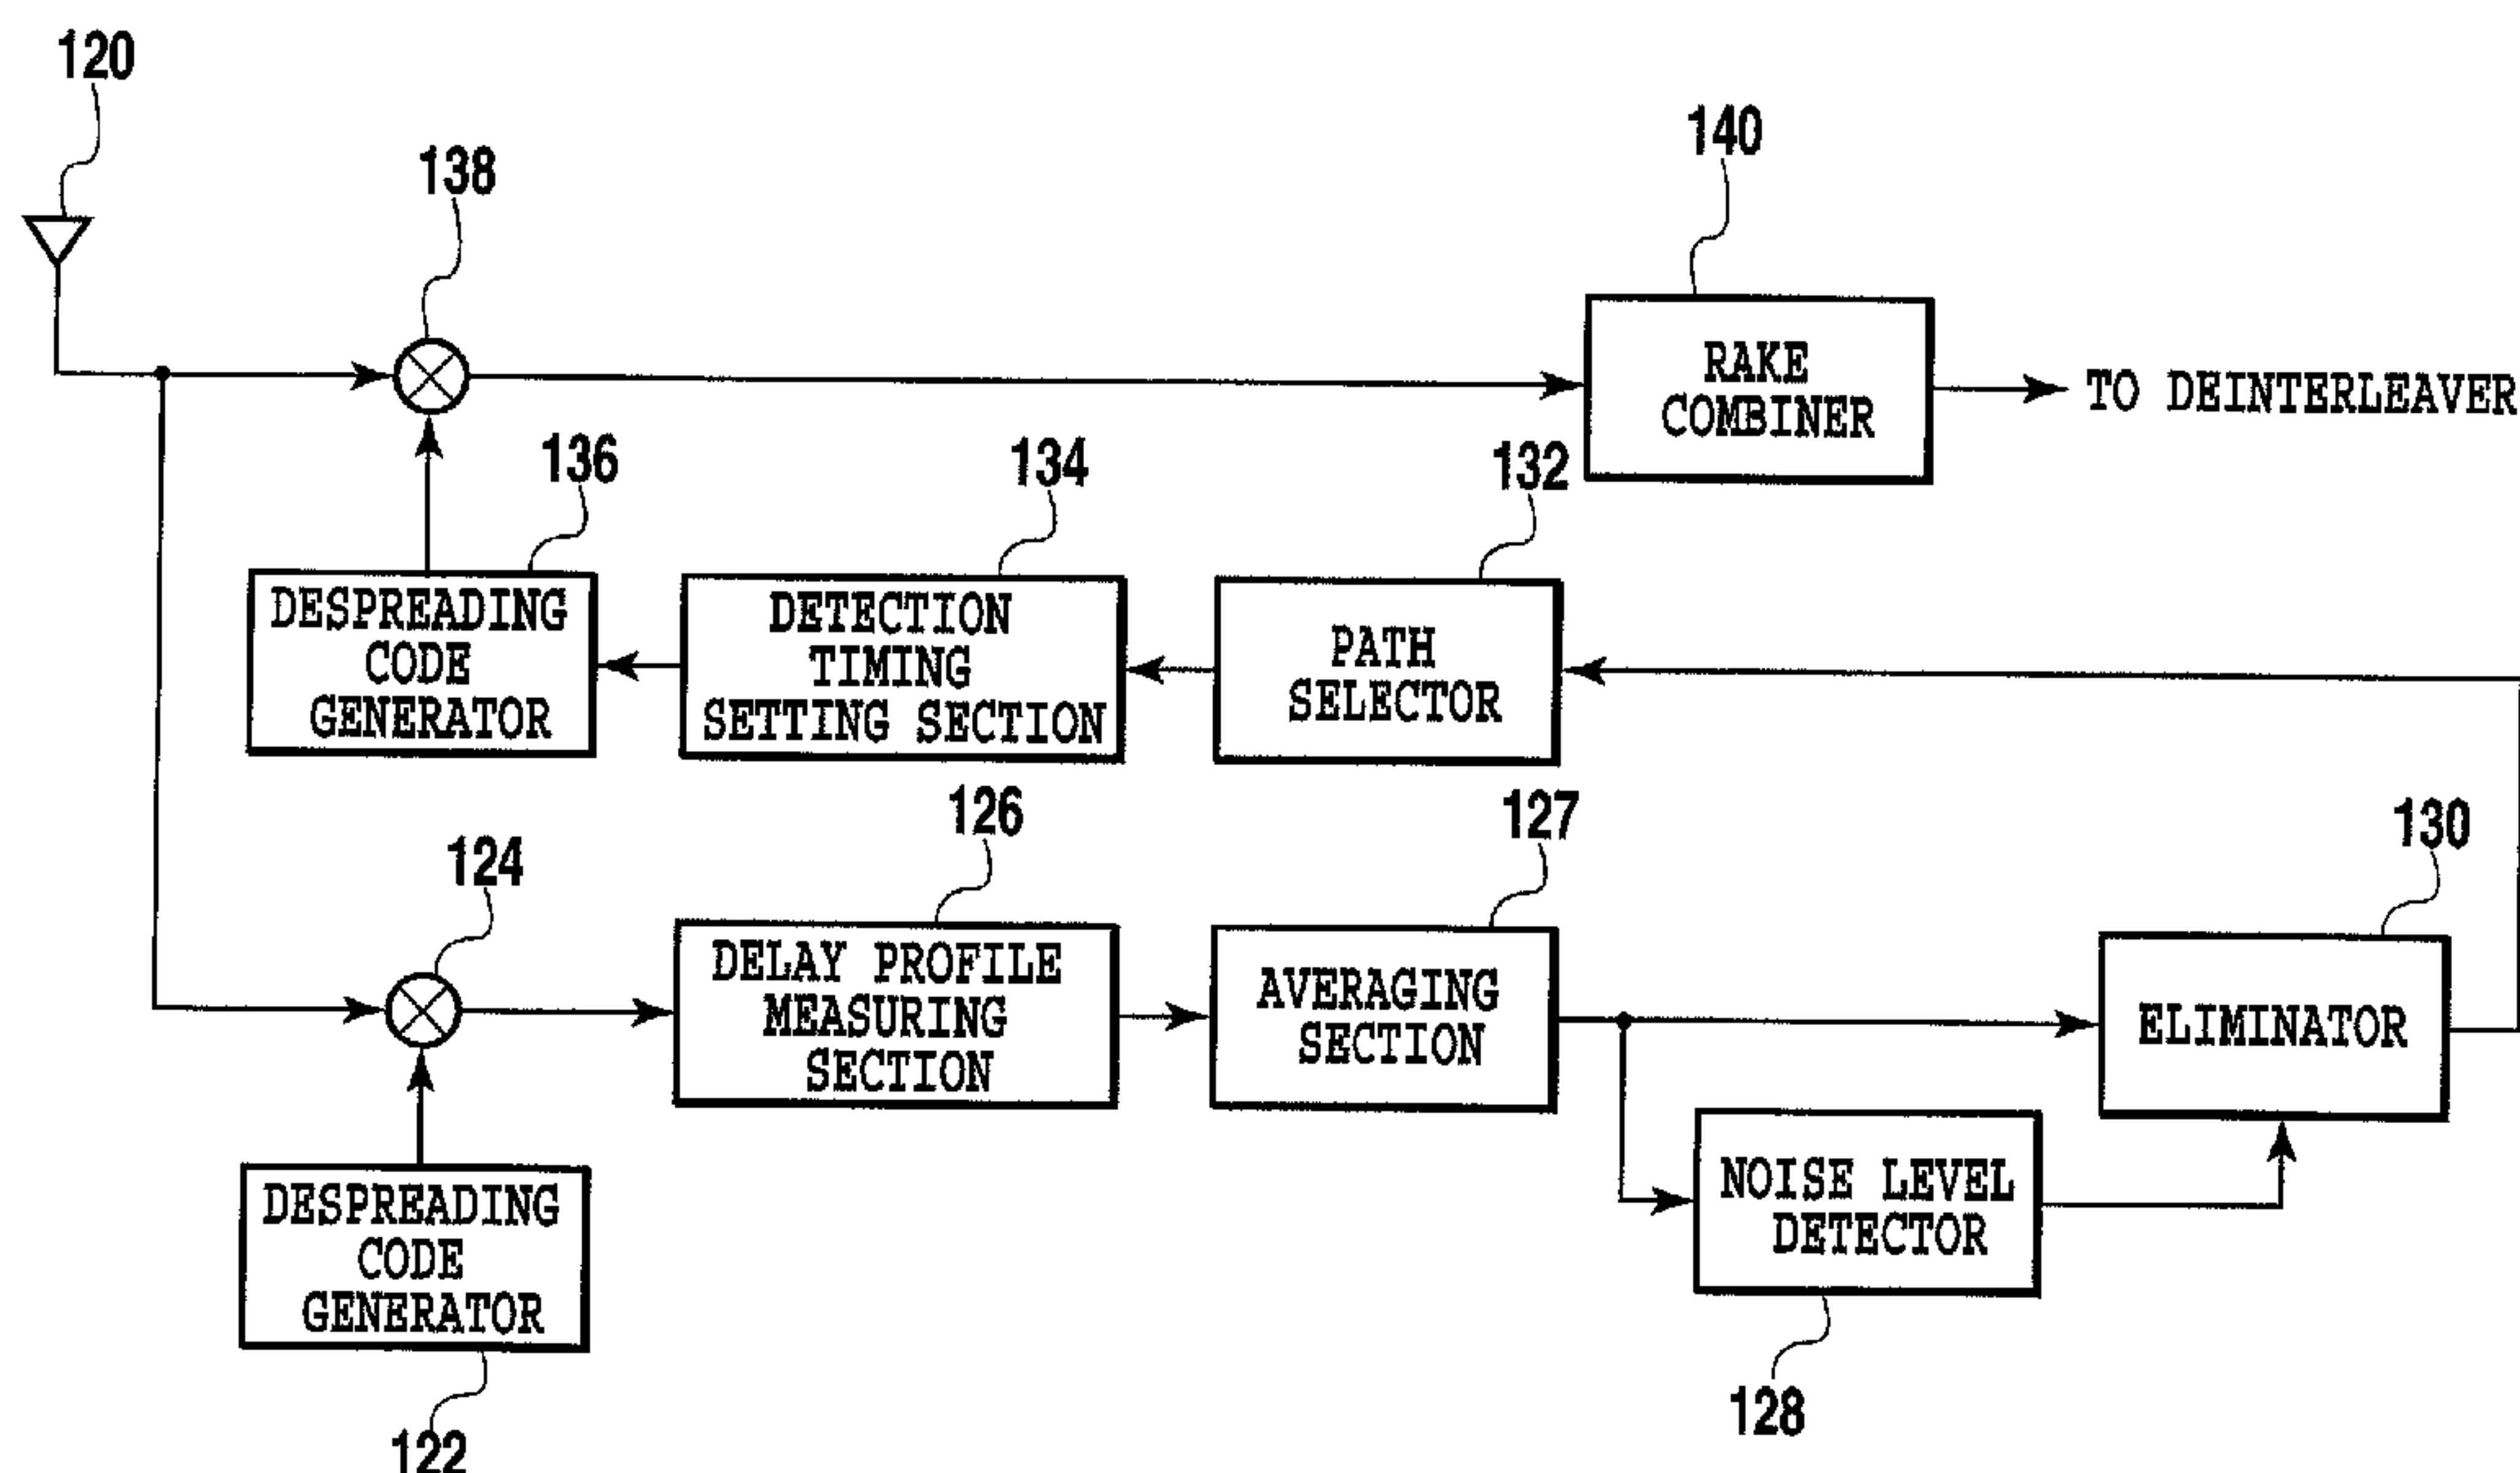 120
138
140
RAKE
COMBINER
TO DEINTERLEAVER
136
134
132
DESPREADING
CODE
GENERATOR
DETECTION
TIMING
SETTING SECTION
PATH
SELECTOR
124
126
127
130
DELAY PROFILE
MEASURING
SECTION
AVERAGING
SECTION
ELIMINATOR
DESPREADING
CODE
GENERATOR
NOISE LEVEL
DETECTOR
122
128